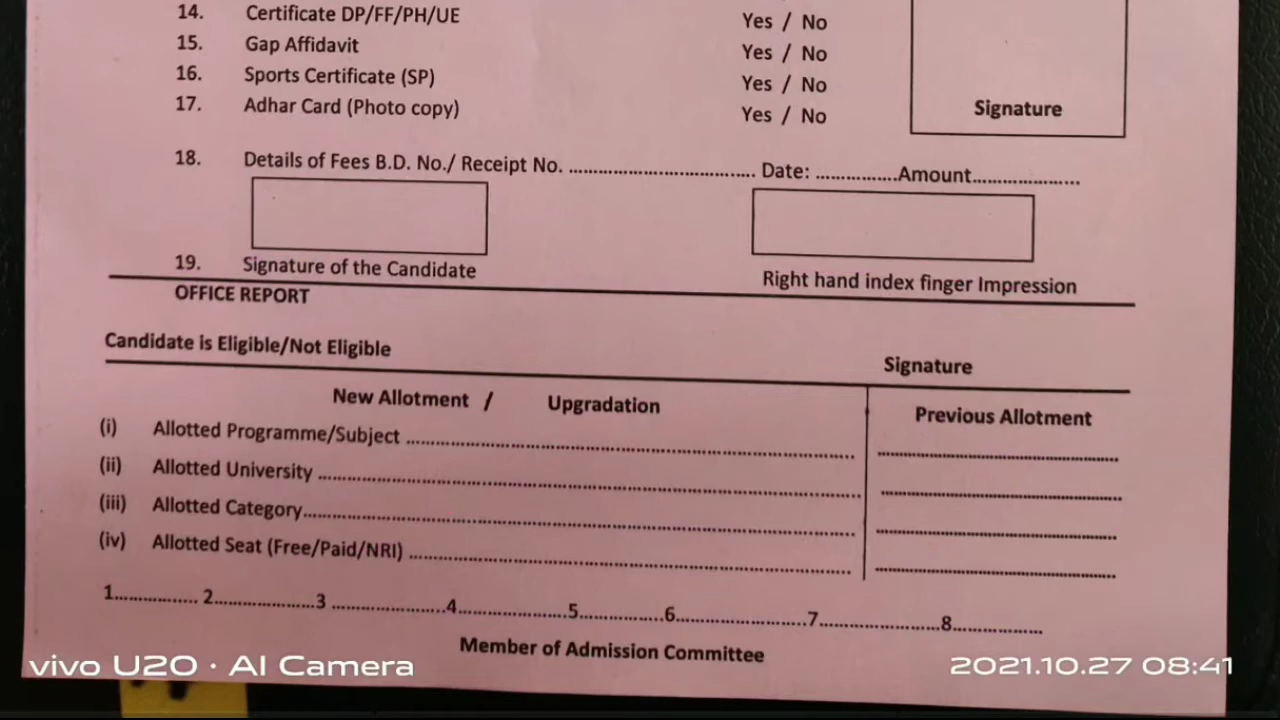 14. Certificate DP/FF/PH/UE Yes / No
15. Gap Affidavit Yes / No
16. Sports Certificate (SP) Yes / No
17. Adhar Card (Photo copy) Yes / No
Signature
18. Details of Fees B.D. No./ Receipt No. .......................................... Date: ...............Amount.....................
19. Signature of the Candidate Right hand index finger Impression
OFFICE REPORT
Candidate is Eligible/Not Eligible Signature
New Allotment / Upgradation Previous Allotment
(i) Allotted Programme/Subject ....................................................
(ii) Allotted University ....................................................
(iii) Allotted Category....................................................
(iv) Allotted Seat (Free/Paid/NRI) ....................................................
1................ 2...................3 .....................4.....................5................6.........................7.......................8.................
Member of Admission Committee
vivo U20 · AI Camera 2021.10.27 08:41